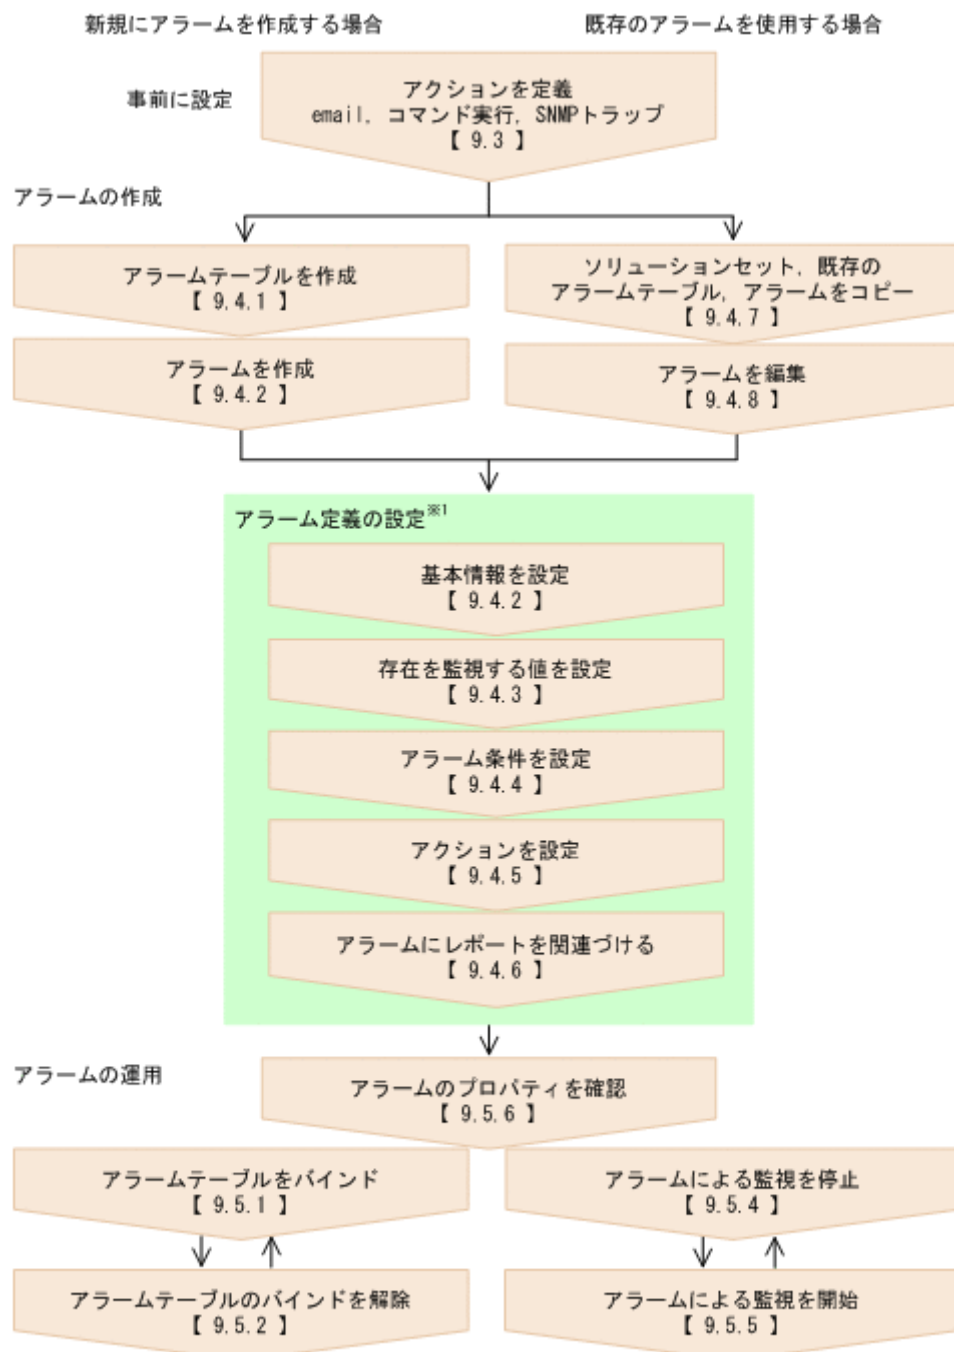 新規にアラームを作成する場合
既存のアラームを使用する場合
事前に設定
アクションを定義
email, コマンド実行, SNMPトラップ
【 9.3 】
アラームの作成
アラームテーブルを作成
【 9.4.1 】
ソリューションセット, 既存の
アラームテーブル, アラームをコピー
【 9.4.7 】
アラームを作成
【 9.4.2 】
アラームを編集
【 9.4.8 】
アラーム定義の設定※1
基本情報を設定
【 9.4.2 】
存在を監視する値を設定
【 9.4.3 】
アラーム条件を設定
【 9.4.4 】
アクションを設定
【 9.4.5 】
アラームにレポートを関連づける
【 9.4.6 】
アラームの運用
アラームのプロパティを確認
【 9.5.6 】
アラームテーブルをバインド
【 9.5.1 】
アラームによる監視を停止
【 9.5.4 】
アラームテーブルのバインドを解除
【 9.5.2 】
アラームによる監視を開始
【 9.5.5 】